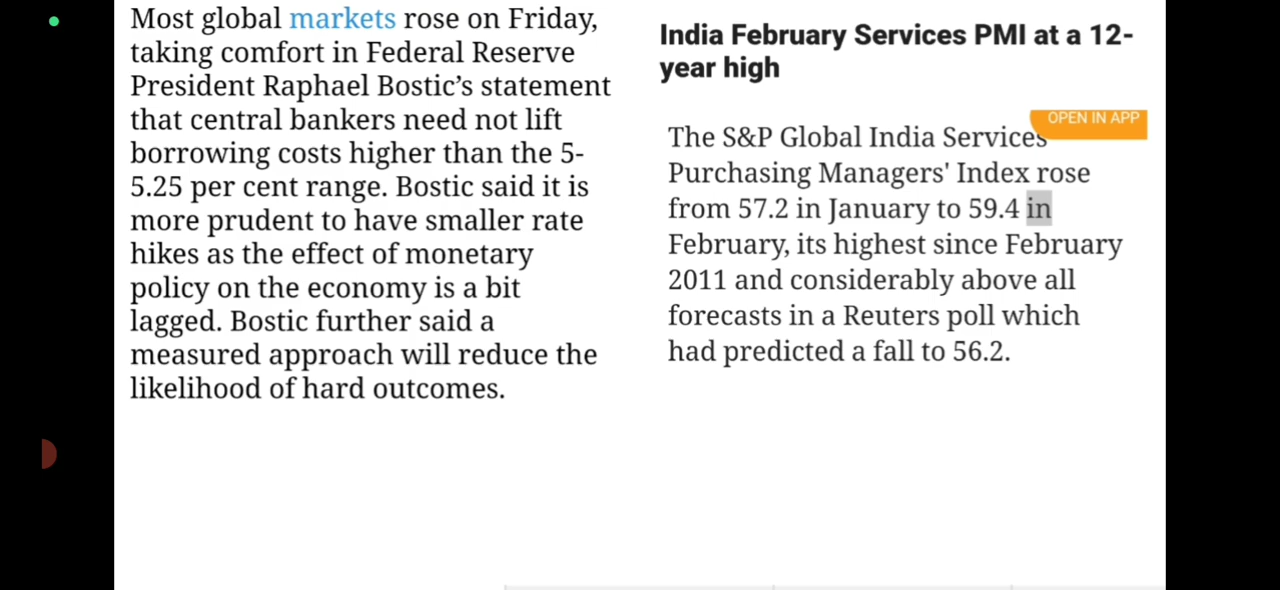 Most global markets rose on Friday,
taking comfort in Federal Reserve
President Raphael Bostic’s statement
that central bankers need not lift
borrowing costs higher than the 5-
5.25 per cent range. Bostic said it is
more prudent to have smaller rate
hikes as the effect of monetary
policy on the economy is a bit
lagged. Bostic further said a
measured approach will reduce the
likelihood of hard outcomes.
India February Services PMI at a 12-
year high
OPEN IN APP
The S&P Global India Services
Purchasing Managers' Index rose
from 57.2 in January to 59.4 in
February, its highest since February
2011 and considerably above all
forecasts in a Reuters poll which
had predicted a fall to 56.2.